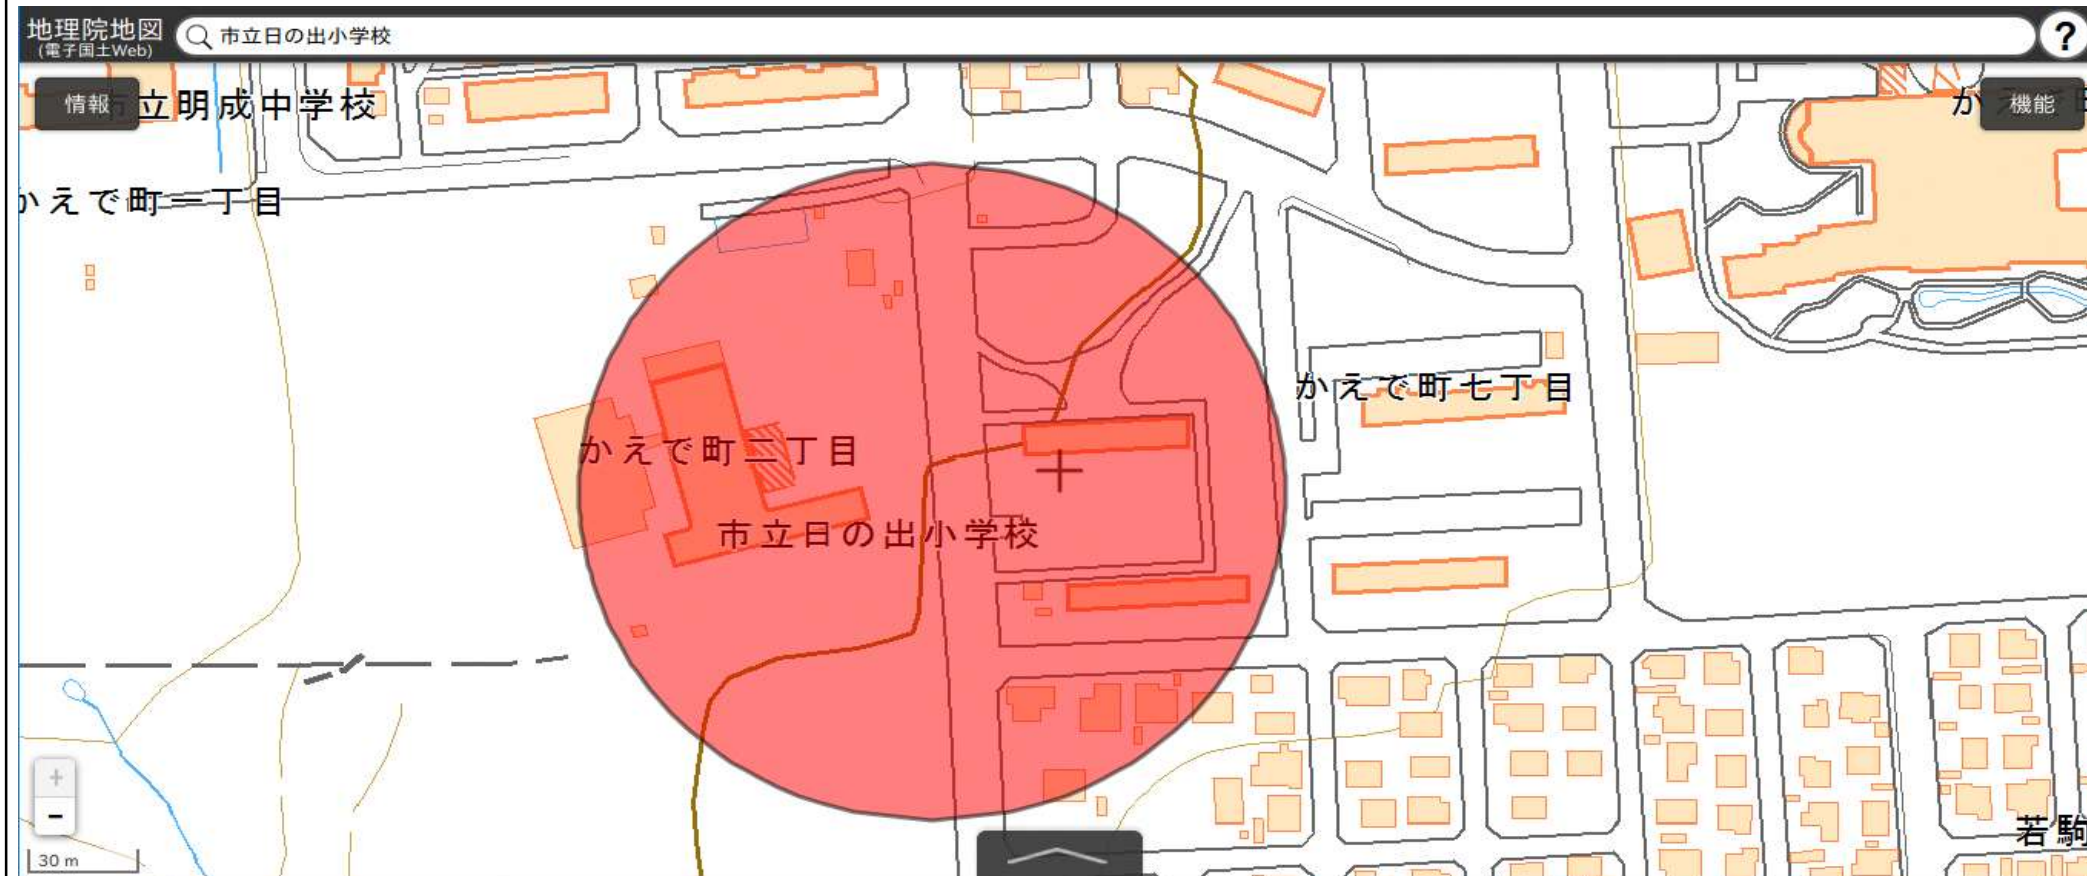 地理院地図
(電子国土Web)
市立日の出小学校
?
情報
市立明成中学校
か
機能
かえで町一丁目
かえで町七丁目
かえで町二丁目
市立日の出小学校
+
-
30 m
若駒